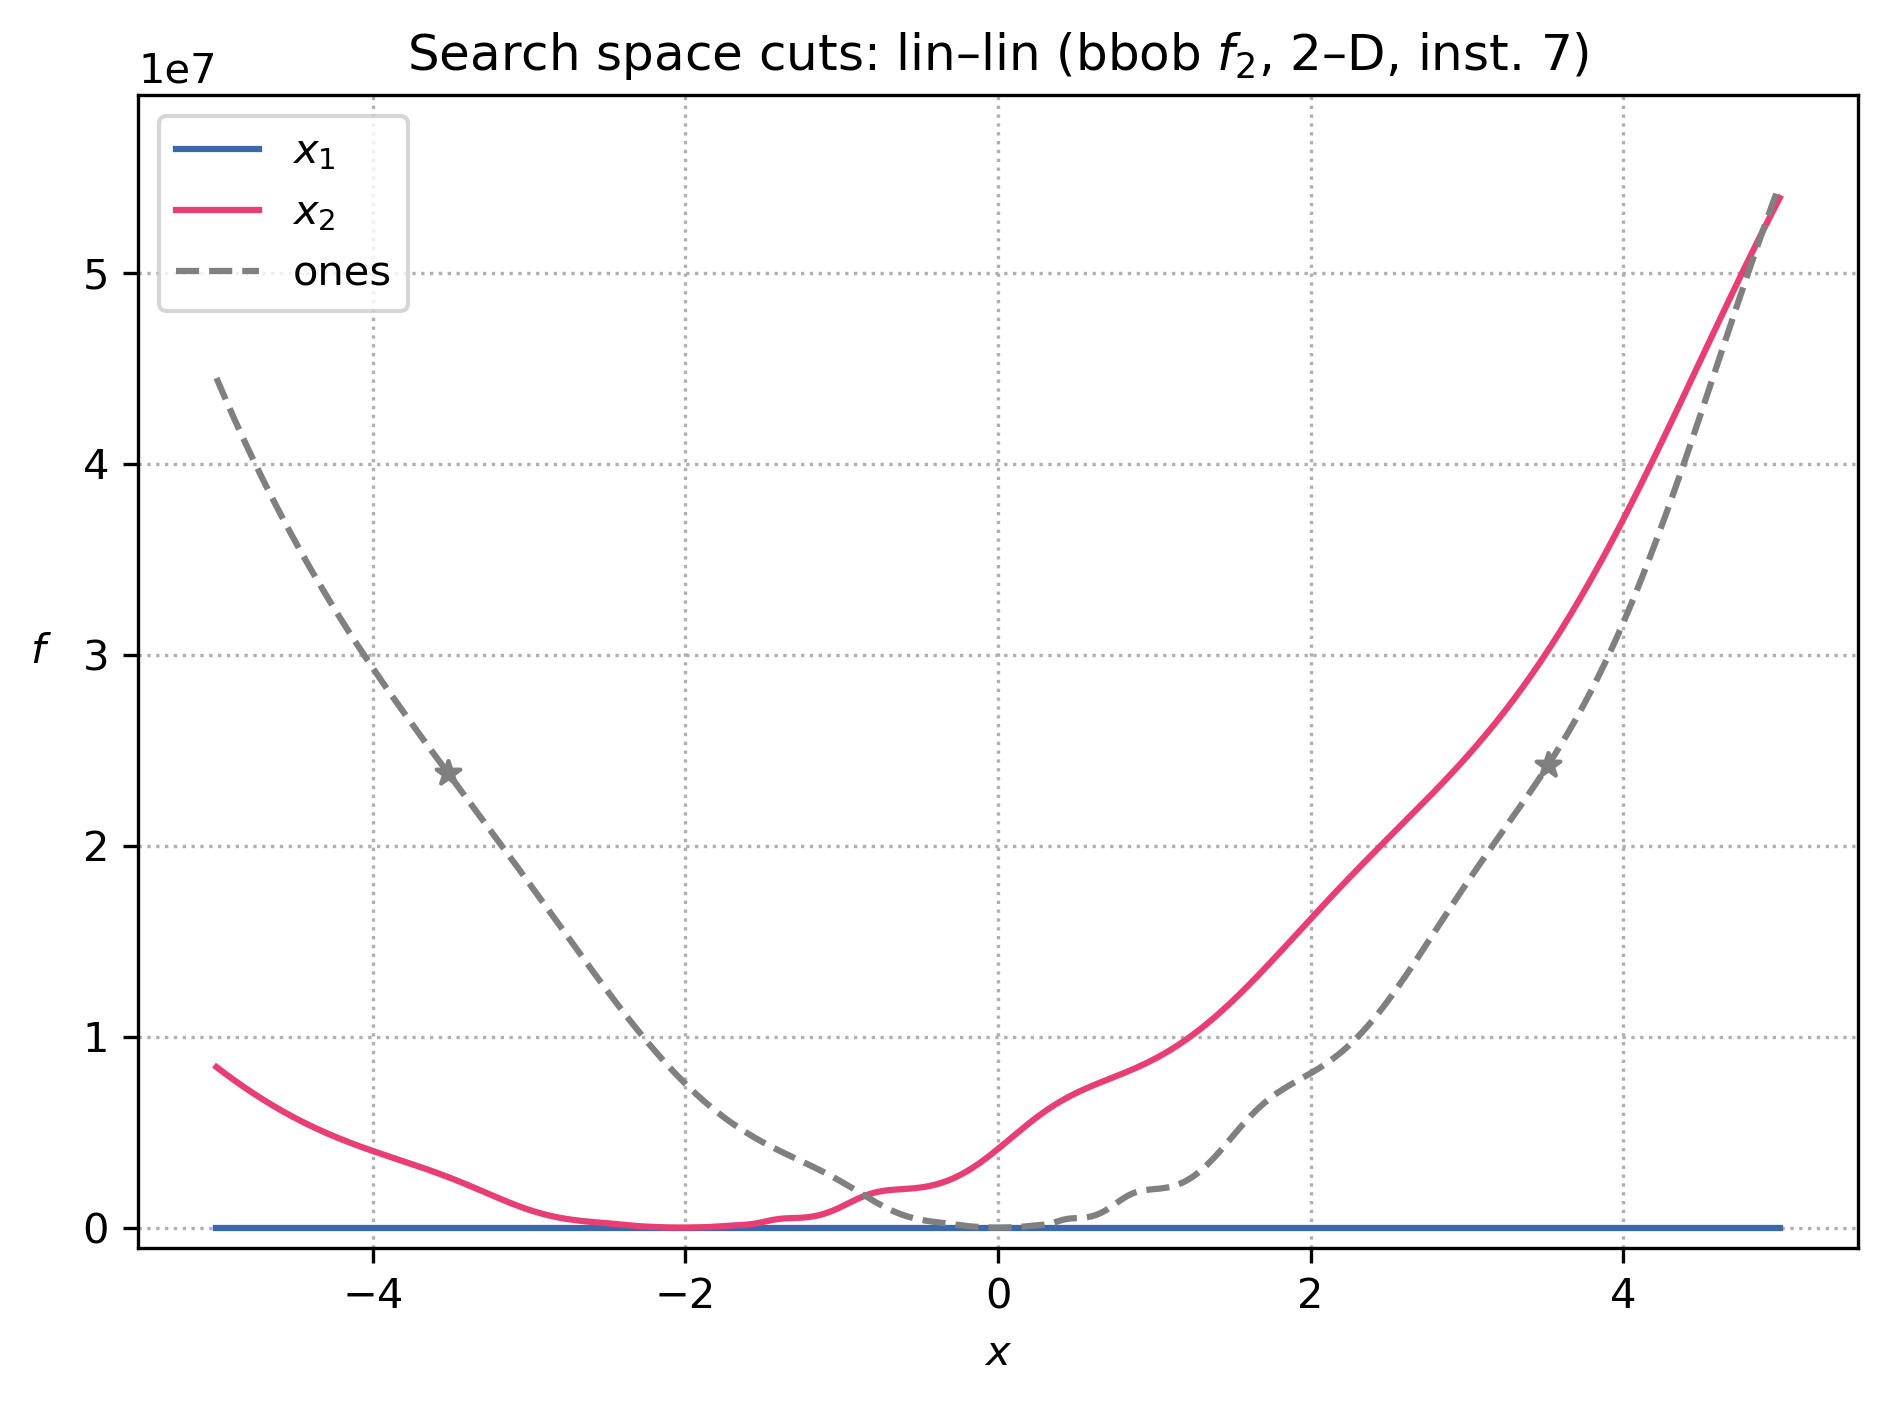 Search space cuts: lin–lin (bbob f₂, 2–D, inst. 7)
1e7
x₁
x₂
ones
5
4
3
2
1
0
f
−4
−2
0
2
4
x